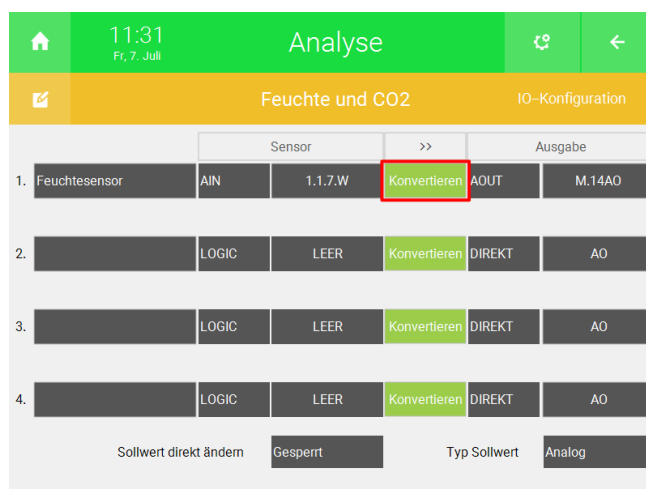 11:31
Fr, 7. Juli
Analyse
Feuchte und CO2
IO-Konfiguration
Sensor >> Ausgabe
1. Feuchtesensor AIN 1.1.7.W Konvertieren AOUT M.14AO
2. LOGIC LEER Konvertieren DIREKT AO
3. LOGIC LEER Konvertieren DIREKT AO
4. LOGIC LEER Konvertieren DIREKT AO
Sollwert direkt ändern Gesperrt Typ Sollwert Analog